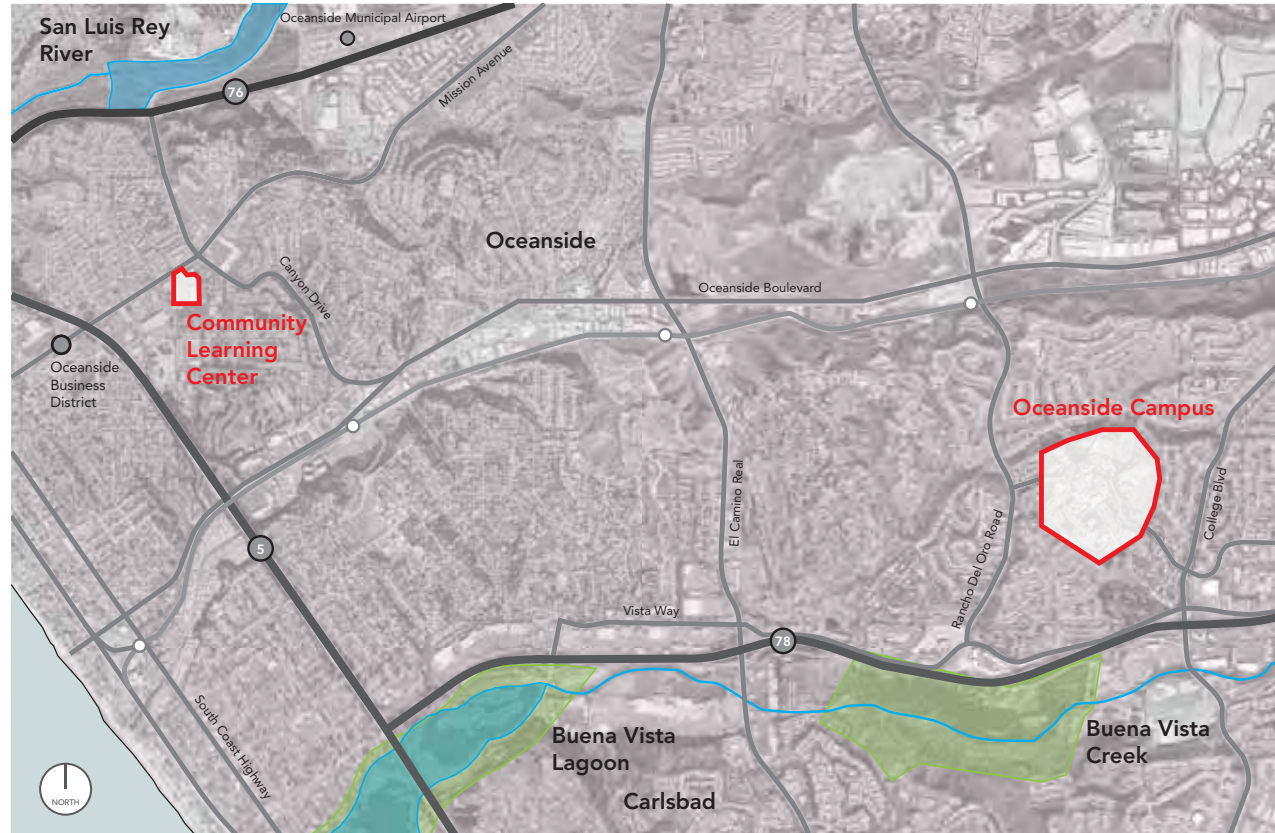 San Luis Rey
River
Oceanside Municipal Airport
76
Mission Avenue
Oceanside
Canyon Drive
Oceanside Boulevard
Community
Learning
Center
Oceanside
Business
District
Oceanside Campus
El Camino Real
College Blvd
Rancho Del Oro Road
5
Vista Way
78
South Coast Highway
Buena Vista
Lagoon
Buena Vista
Creek
Carlsbad
NORTH